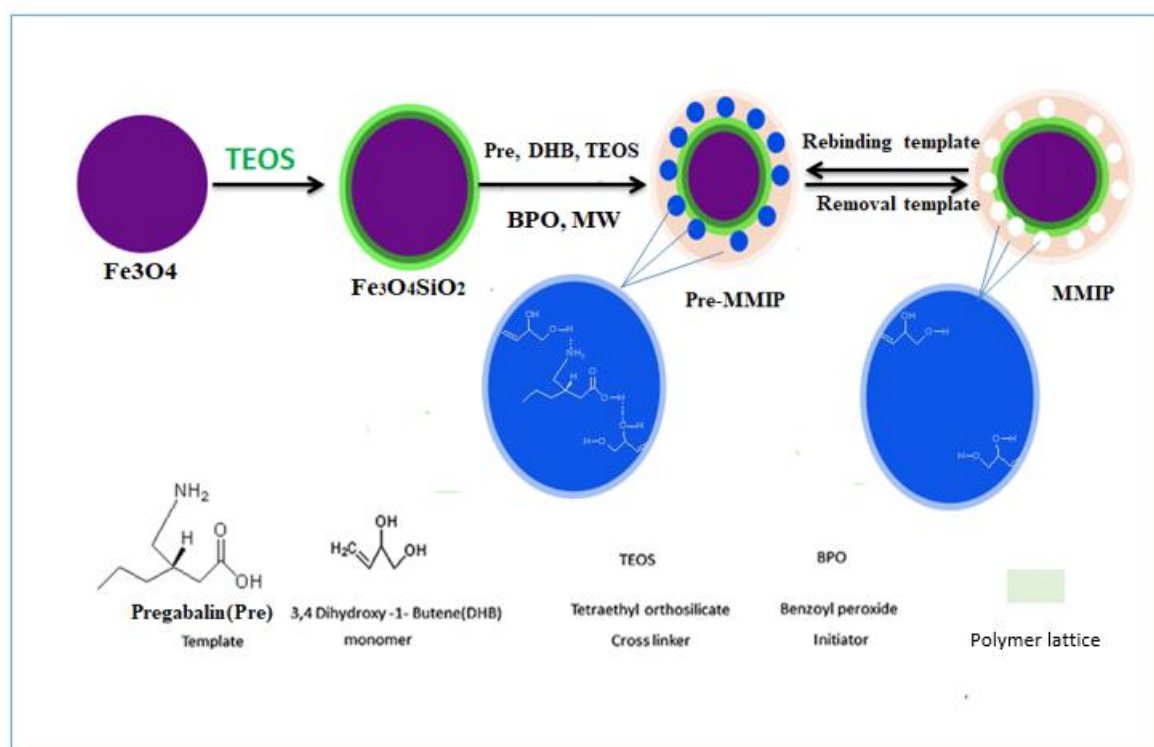 TEOS
Fe3O4
Fe3O4SiO2
Pre, DHB, TEOS
BPO, MW
Pre-MMIP
Rebinding template
Removal template
MMIP
OH
O-H
NH2
H
O
O-H
O-H
H-O
OH
O-H
O-H
H-O
NH2
H
O
OH
Pregabalin(Pre)
Template
OH
H2C
OH
3,4 Dihydroxy -1- Butene(DHB)
monomer
TEOS
Tetraethyl orthosilicate
Cross linker
BPO
Benzoyl peroxide
Initiator
Polymer lattice